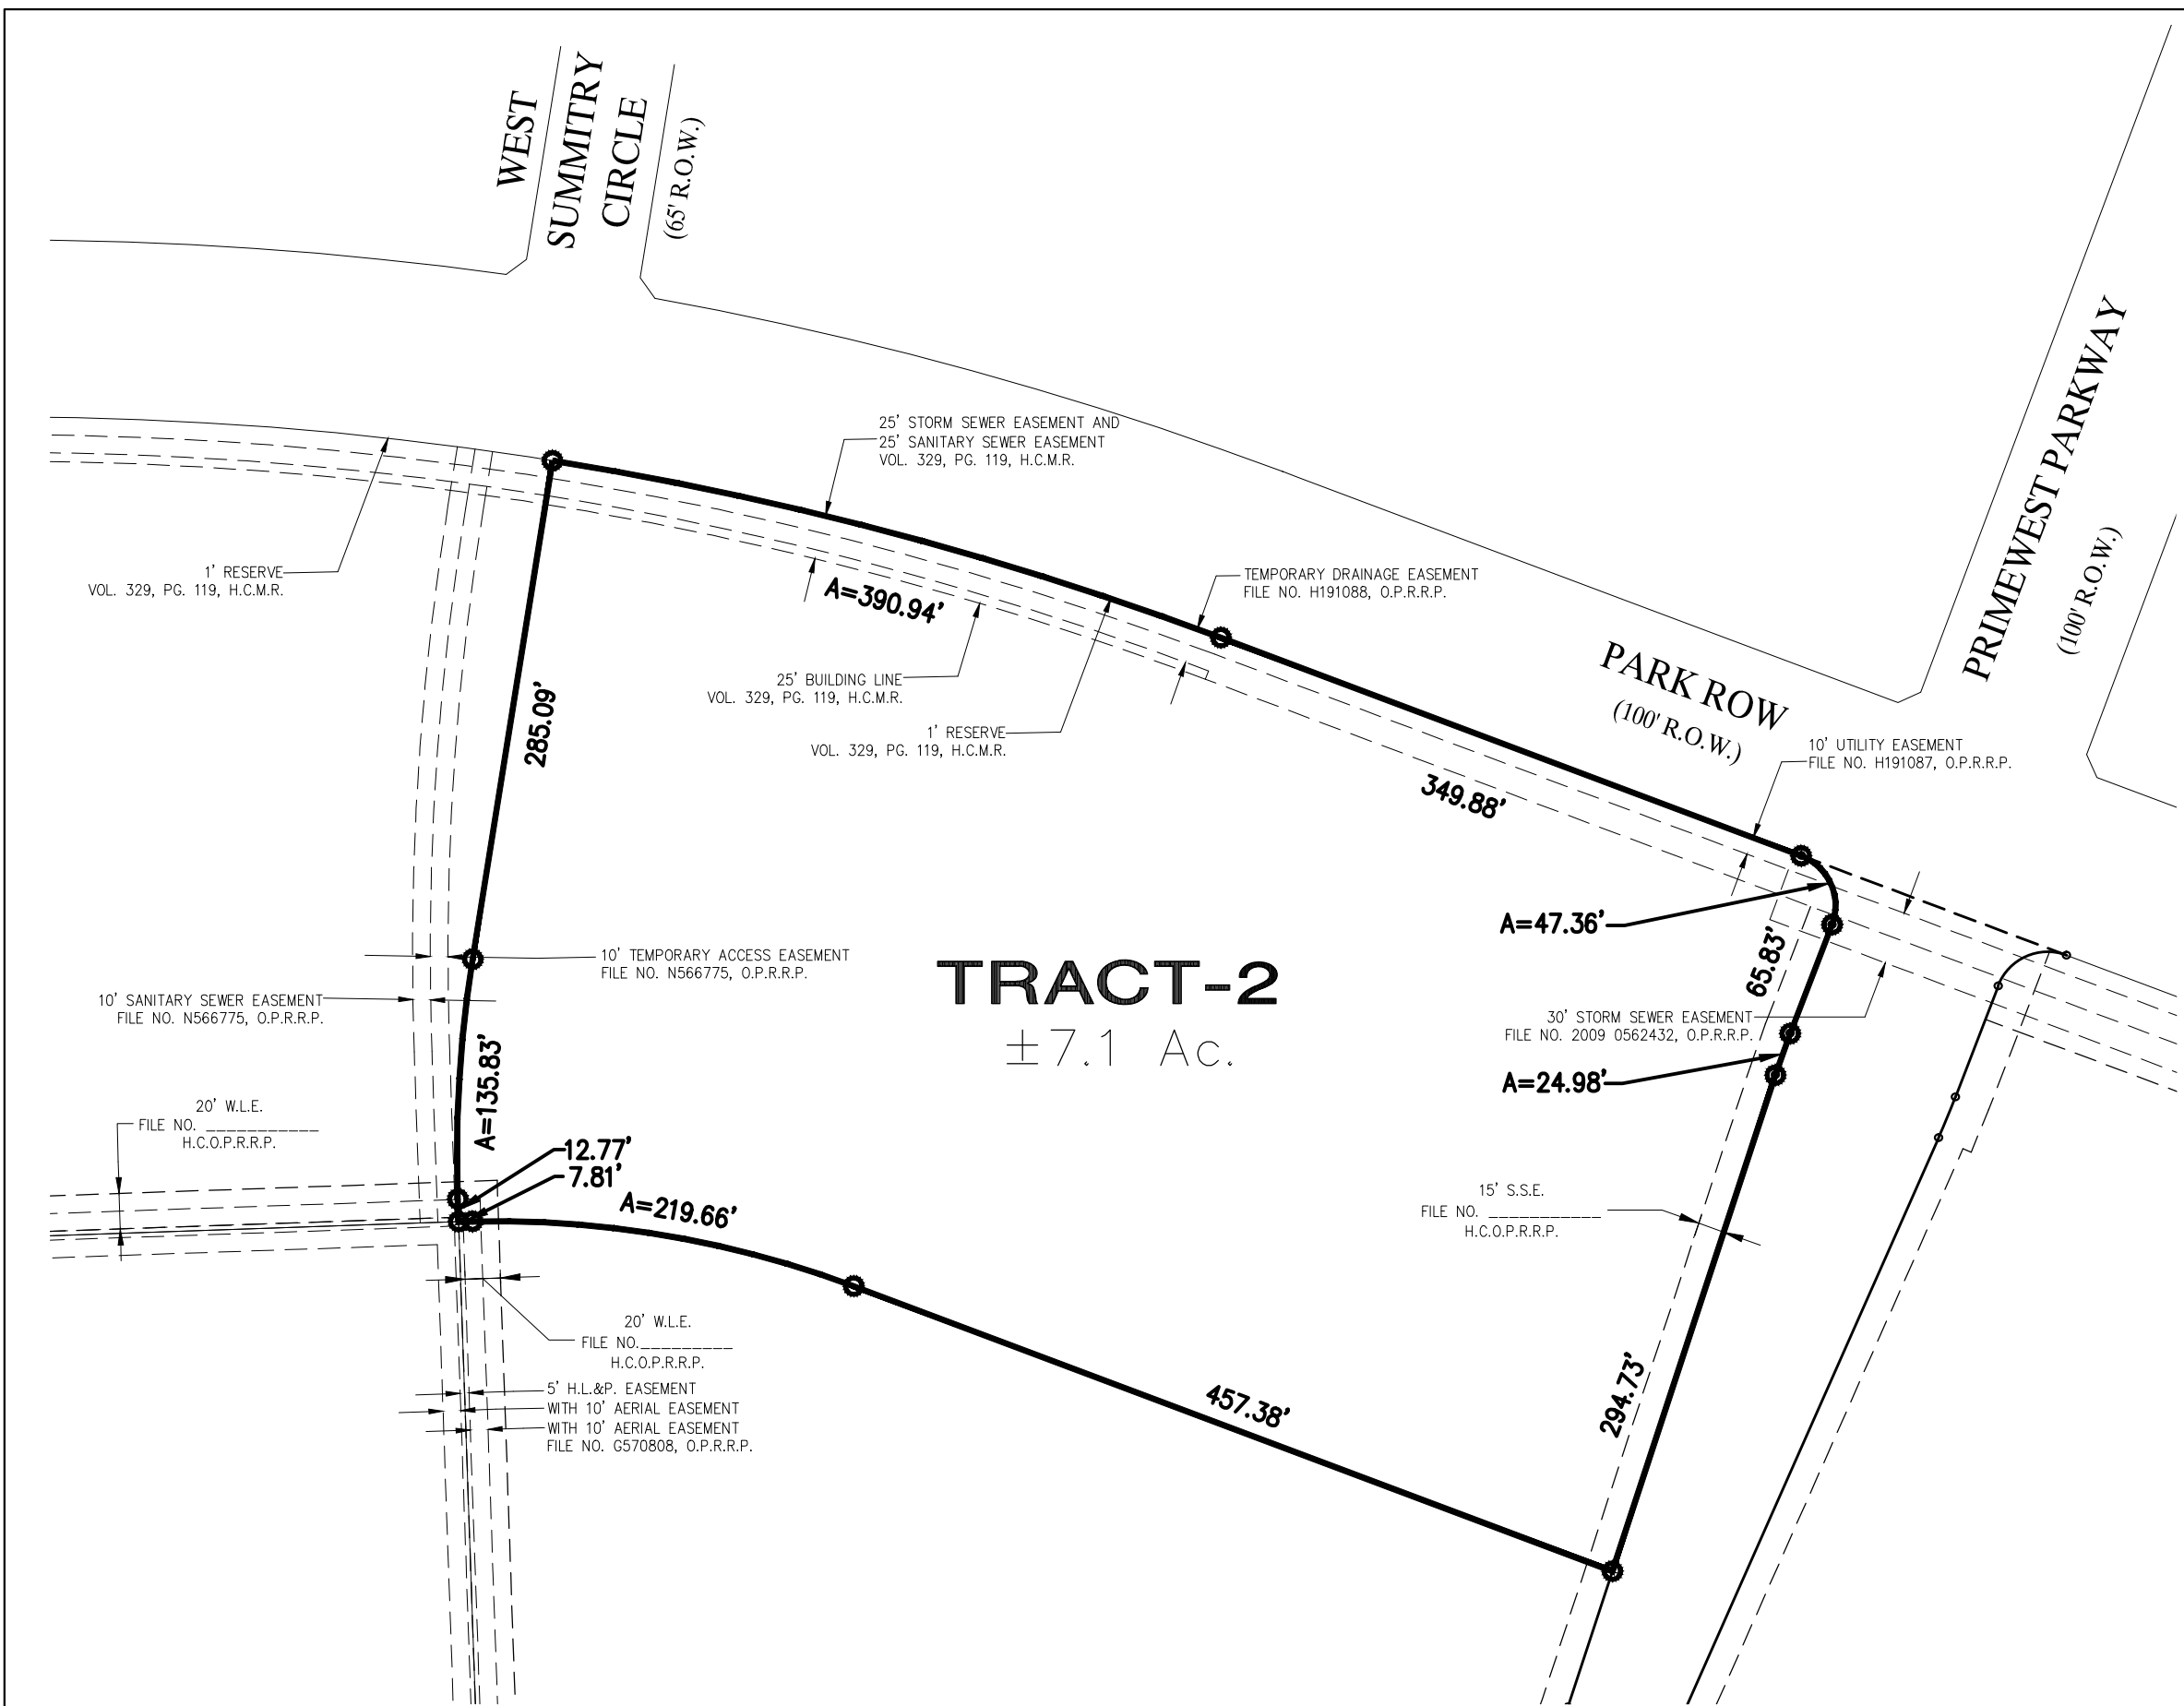 WEST
SUMMITRY
CIRCLE
(65' R.O.W.)
PRIMEWEST PARKWAY
(100' R.O.W.)
25' STORM SEWER EASEMENT AND
25' SANITARY SEWER EASEMENT
VOL. 329, PG. 119, H.C.M.R.
1' RESERVE
VOL. 329, PG. 119, H.C.M.R.
A=390.94'
TEMPORARY DRAINAGE EASEMENT
FILE NO. H191088, O.P.R.R.P.
25' BUILDING LINE
VOL. 329, PG. 119, H.C.M.R.
1' RESERVE
VOL. 329, PG. 119, H.C.M.R.
PARK ROW
(100' R.O.W.)
285.09'
349.88'
10' UTILITY EASEMENT
FILE NO. H191087, O.P.R.R.P.
A=47.36'
65.83'
10' TEMPORARY ACCESS EASEMENT
FILE NO. N566775, O.P.R.R.P.
TRACT-2
±7.1 Ac.
10' SANITARY SEWER EASEMENT
FILE NO. N566775, O.P.R.R.P.
30' STORM SEWER EASEMENT
FILE NO. 2009 0562432, O.P.R.R.P.
A=24.98'
A=135.83'
20' W.L.E.
FILE NO. ___________
H.C.O.P.R.R.P.
12.77'
7.81'
A=219.66'
15' S.S.E.
FILE NO. ___________
H.C.O.P.R.R.P.
20' W.L.E.
FILE NO._________
H.C.O.P.R.R.P.
5' H.L.&P. EASEMENT
WITH 10' AERIAL EASEMENT
WITH 10' AERIAL EASEMENT
FILE NO. G570808, O.P.R.R.P.
457.38'
294.73'